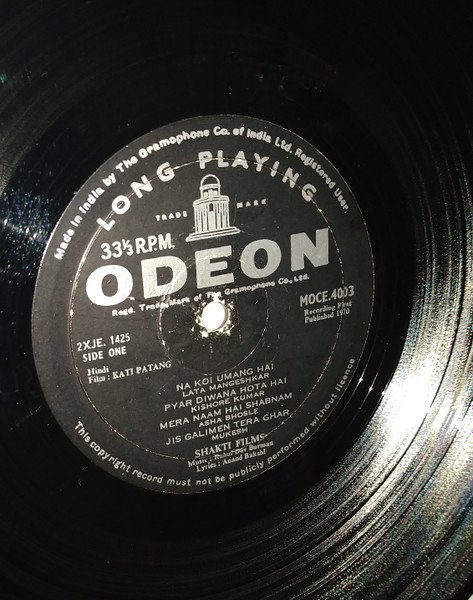 Made in India by The Gramophone Co. of India Ltd. Registered User.
LONG PLAYING
TRADE MARK
33⅓ R.P.M.
ODEON
Regd. Trade Mark of The Gramophone Co., Ltd.
MOCE.4003
Recording First
Published 1970
2XJE. 1425
SIDE ONE
Hindi
Film : KATI PATANG
NA KOI UMANG HAI
LATA MANGESHKAR
PYAR DIWANA HOTA HAI
KISHORE KUMAR
MERA NAAM HAI SHABNAM
ASHA BHOSLE
JIS GALIMEN TERA GHAR
MUKESH
SHAKTI FILMS
Music : Rahul Dev Burman
Lyrics : Anand Bakshi
This copyright record must not be publicly performed without licence